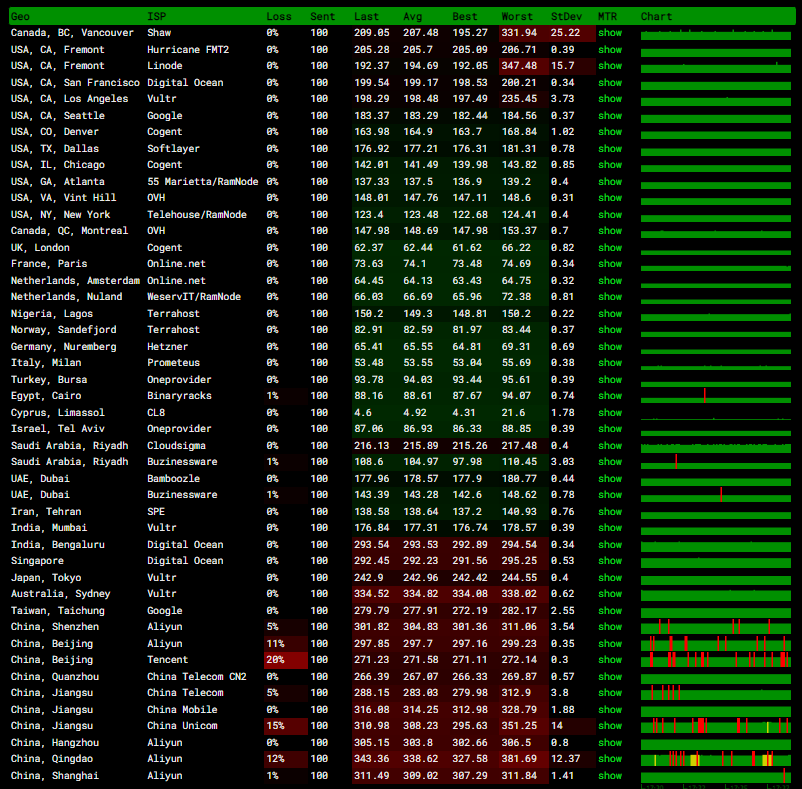 Geo ISP Loss Sent Last Avg Best Worst StDev MTR Chart
Canada, BC, Vancouver Shaw 0% 100 209.05 207.48 195.27 331.94 25.22 show
USA, CA, Fremont Hurricane FMT2 0% 100 205.28 205.7 205.09 206.71 0.39 show
USA, CA, Fremont Linode 0% 100 192.37 194.69 192.05 347.48 15.7 show
USA, CA, San Francisco Digital Ocean 0% 100 199.54 199.17 198.53 200.21 0.34 show
USA, CA, Los Angeles Vultr 0% 100 198.29 198.48 197.49 235.45 3.73 show
USA, CA, Seattle Google 0% 100 183.37 183.29 182.44 184.56 0.37 show
USA, CO, Denver Cogent 0% 100 163.98 164.9 163.7 168.84 1.02 show
USA, TX, Dallas Softlayer 0% 100 176.92 177.21 176.31 181.31 0.78 show
USA, IL, Chicago Cogent 0% 100 142.01 141.49 139.98 143.82 0.85 show
USA, GA, Atlanta 55 Marietta/RamNode 0% 100 137.33 137.5 136.9 139.2 0.4 show
USA, VA, Vint Hill OVH 0% 100 148.01 147.76 147.11 148.6 0.31 show
USA, NY, New York Telehouse/RamNode 0% 100 123.4 123.48 122.68 124.41 0.4 show
Canada, QC, Montreal OVH 0% 100 147.98 148.69 147.98 153.37 0.7 show
UK, London Cogent 0% 100 62.37 62.44 61.62 66.22 0.82 show
France, Paris Online.net 0% 100 73.63 74.1 73.48 74.69 0.34 show
Netherlands, Amsterdam Online.net 0% 100 64.45 64.13 63.43 64.75 0.32 show
Netherlands, Nuland WeservIT/RamNode 0% 100 66.03 66.69 65.96 72.38 0.81 show
Nigeria, Lagos Terrahost 0% 100 150.2 149.3 148.81 150.2 0.22 show
Norway, Sandefjord Terrahost 0% 100 82.91 82.59 81.97 83.44 0.37 show
Germany, Nuremberg Hetzner 0% 100 65.41 65.55 64.81 69.31 0.69 show
Italy, Milan Prometeus 0% 100 53.48 53.55 53.04 55.69 0.38 show
Turkey, Bursa Oneprovider 0% 100 93.78 94.03 93.44 95.61 0.39 show
Egypt, Cairo Binaryracks 1% 100 88.16 88.61 87.67 94.07 0.74 show
Cyprus, Limassol CL8 0% 100 4.6 4.92 4.31 21.6 1.78 show
Israel, Tel Aviv Oneprovider 0% 100 87.06 86.93 86.33 88.85 0.39 show
Saudi Arabia, Riyadh Cloudsigma 0% 100 216.13 215.89 215.26 217.48 0.4 show
Saudi Arabia, Riyadh Buzinessware 1% 100 108.6 104.97 97.98 110.45 3.03 show
UAE, Dubai Bamboozle 0% 100 177.96 178.57 177.9 180.77 0.44 show
UAE, Dubai Buzinessware 1% 100 143.39 143.28 142.6 148.62 0.78 show
Iran, Tehran SPE 0% 100 138.58 138.64 137.2 140.93 0.76 show
India, Mumbai Vultr 0% 100 176.84 177.31 176.74 178.57 0.39 show
India, Bengaluru Digital Ocean 0% 100 293.54 293.53 292.89 294.54 0.34 show
Singapore Digital Ocean 0% 100 292.45 292.23 291.56 295.25 0.53 show
Japan, Tokyo Vultr 0% 100 242.9 242.96 242.42 244.55 0.4 show
Australia, Sydney Vultr 0% 100 334.52 334.82 334.08 338.02 0.62 show
Taiwan, Taichung Google 0% 100 279.79 277.91 272.19 282.17 2.55 show
China, Shenzhen Aliyun 5% 100 301.82 304.83 301.36 311.06 3.54 show
China, Beijing Aliyun 11% 100 297.85 297.7 297.16 299.23 0.35 show
China, Beijing Tencent 20% 100 271.23 271.58 271.11 272.14 0.3 show
China, Quanzhou China Telecom CN2 0% 100 266.39 267.07 266.33 269.87 0.57 show
China, Jiangsu China Telecom 5% 100 288.15 283.03 279.98 312.9 3.8 show
China, Jiangsu China Mobile 0% 100 316.08 314.25 312.98 328.79 1.88 show
China, Jiangsu China Unicom 15% 100 310.98 308.23 295.63 351.25 14 show
China, Hangzhou Aliyun 0% 100 305.15 303.8 302.66 306.5 0.8 show
China, Qingdao Aliyun 12% 100 343.36 338.62 327.58 381.69 12.37 show
China, Shanghai Aliyun 1% 100 311.49 309.02 307.29 311.84 1.41 show